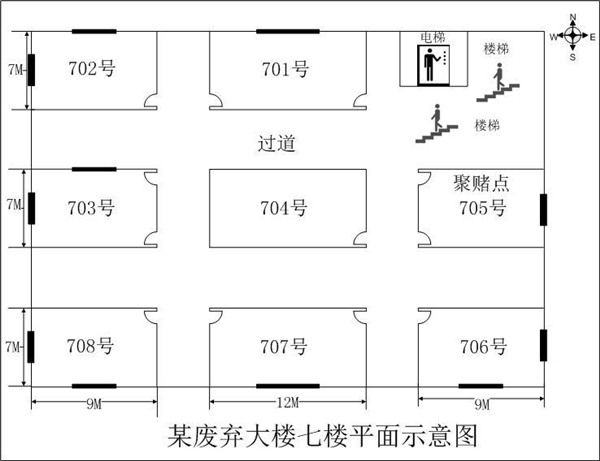 N
W E
S
电梯
楼梯
7M
702号
701号
楼梯
过道
聚赌点
7M
703号
704号
705号
7M
708号
707号
706号
9M
12M
9M
某废弃大楼七楼平面示意图